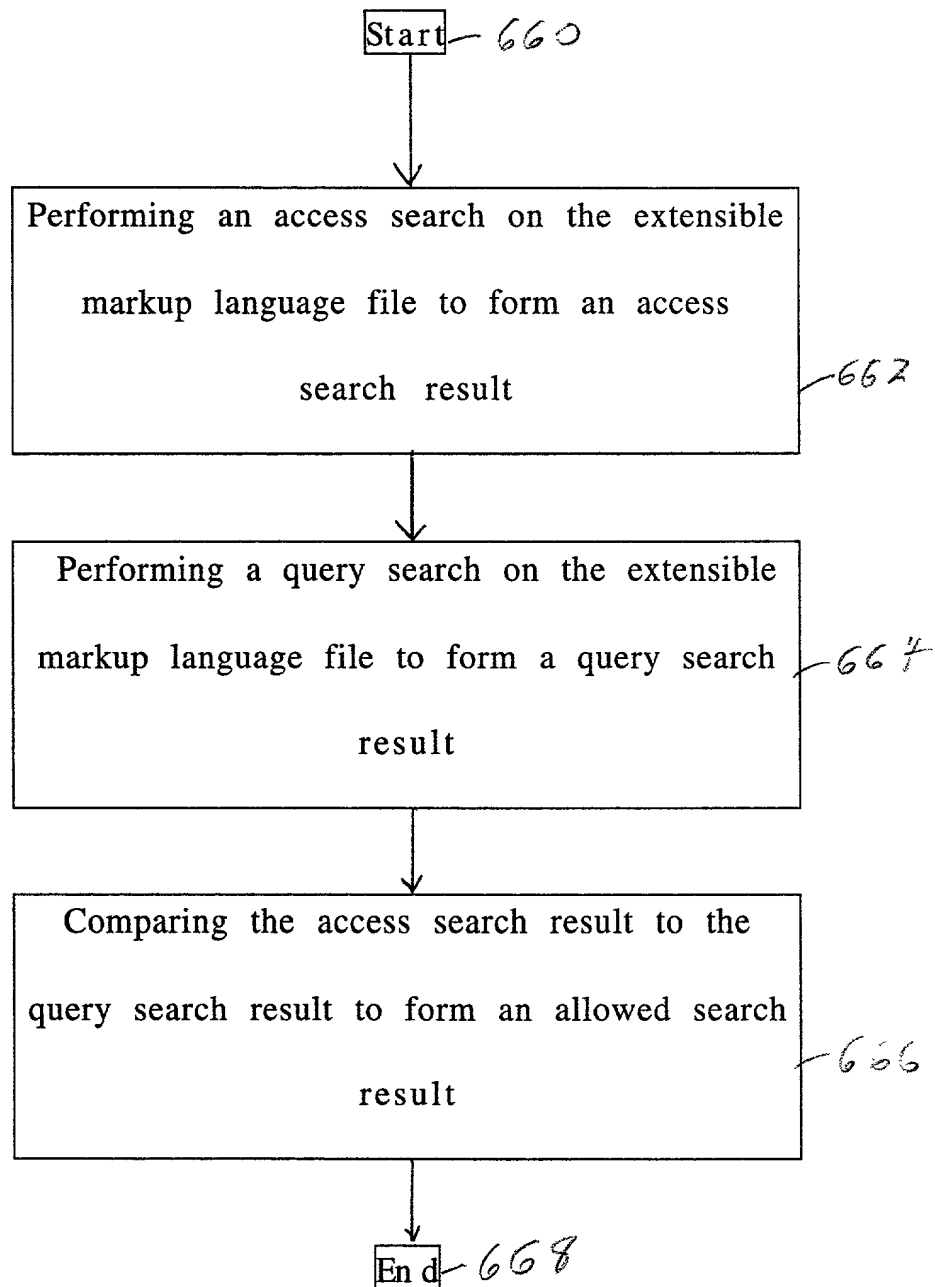 Start 660
Performing an access search on the extensible
markup language file to form an access
search result
662
Performing a query search on the extensible
markup language file to form a query search
664
result
Comparing the access search result to the
query search result to form an allowed search
666
result
End 668